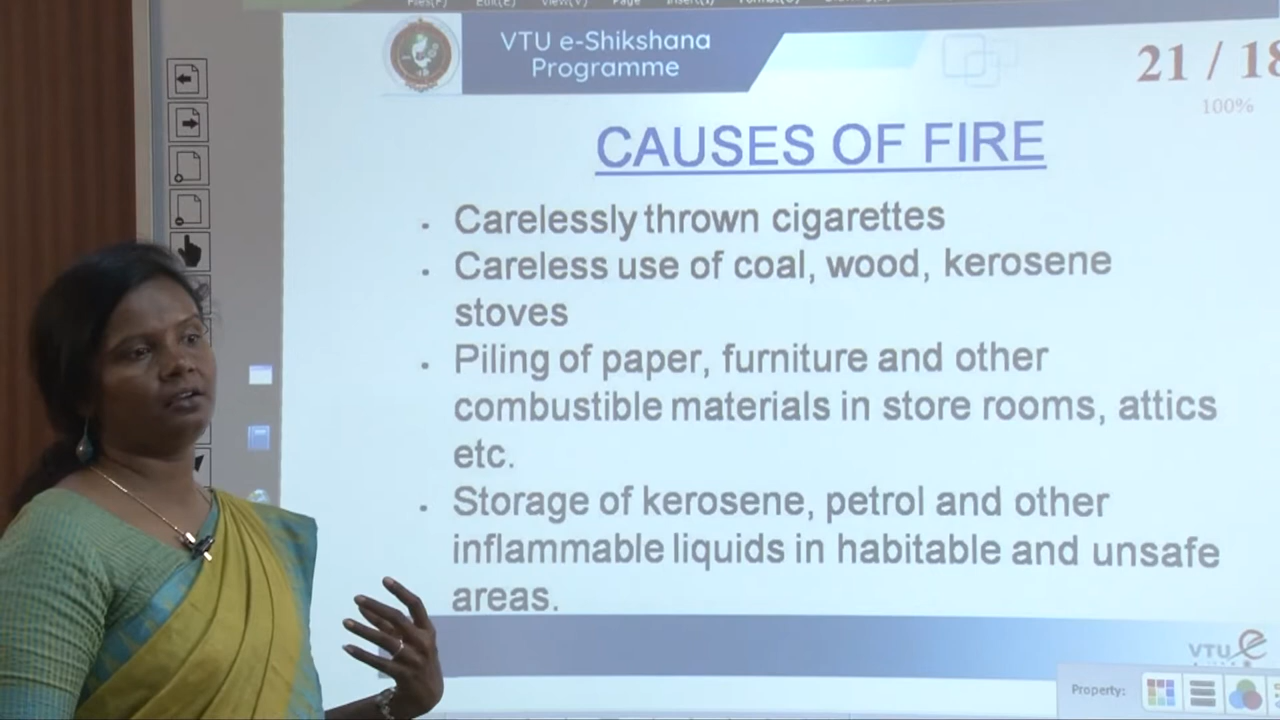 VTU e-Shikshana
Programme
21 / 18
100%
CAUSES OF FIRE
Carelessly thrown cigarettes
Careless use of coal, wood, kerosene
stoves
Piling of paper, furniture and other
combustible materials in store rooms, attics
etc.
Storage of kerosene, petrol and other
inflammable liquids in habitable and unsafe
areas.
VTU e
Property: